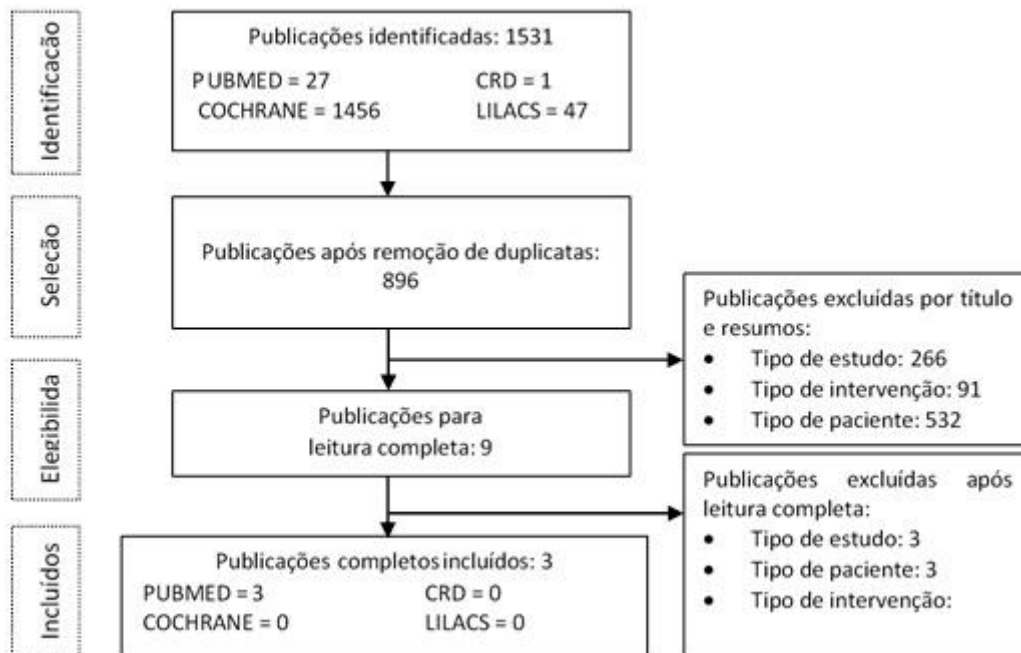 Identificação
Publicações identificadas: 1531
PUBMED = 27 CRD = 1
COCHRANE = 1456 LILACS = 47
Seleção
Publicações após remoção de duplicatas:
896
Publicações excluídas por título
e resumos:
• Tipo de estudo: 266
• Tipo de intervenção: 91
• Tipo de paciente: 532
Elegibilida
Publicações para
leitura completa: 9
Publicações excluídas após
leitura completa:
• Tipo de estudo: 3
• Tipo de paciente: 3
• Tipo de intervenção:
Incluídos
Publicações completos incluídos: 3
PUBMED = 3 CRD = 0
COCHRANE = 0 LILACS = 0